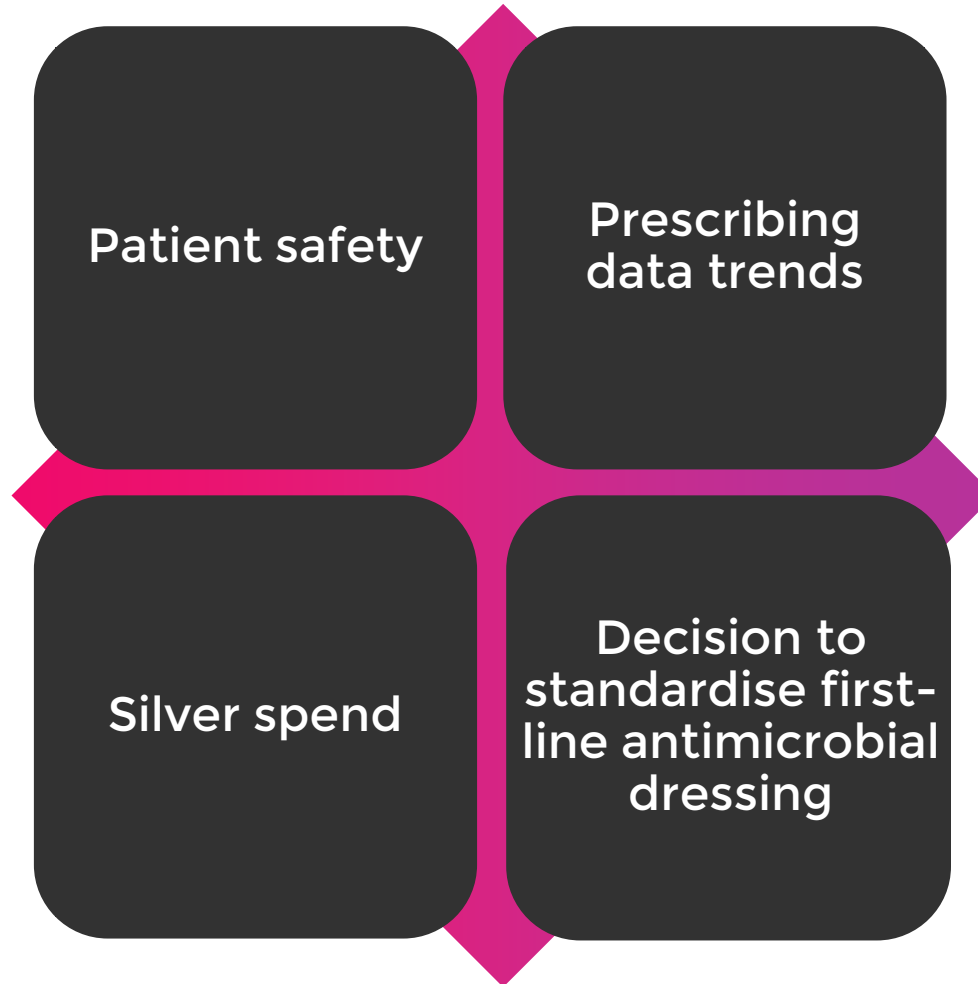 Patient safety
Prescribing
data trends
Silver spend
Decision to
standardise first-
line antimicrobial
dressing